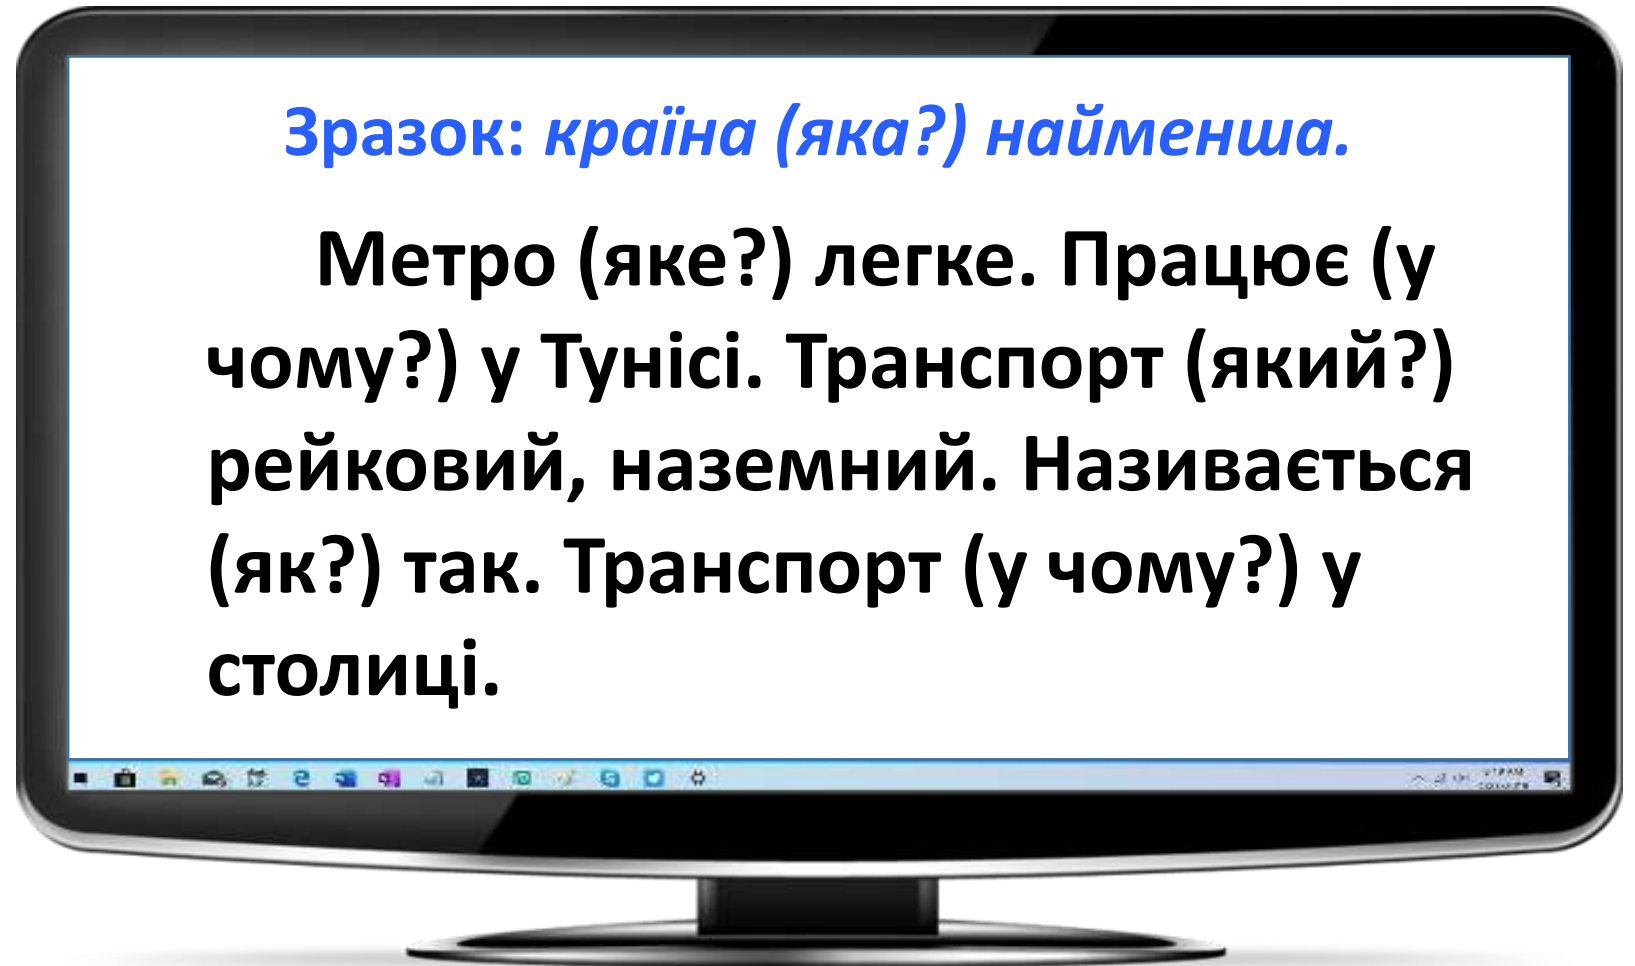 Зразок: країна (яка?) найменша.
Метро (яке?) легке. Працює (у
чому?) у Тунісі. Транспорт (який?)
рейковий, наземний. Називається
(як?) так. Транспорт (у чому?) у
столиці.